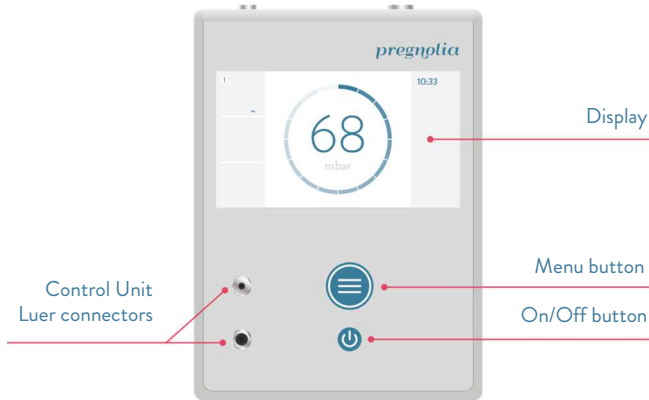 pregnolia
1
10:33
68
mbar
Display
Menu button
Control Unit
Luer connectors
On/Off button